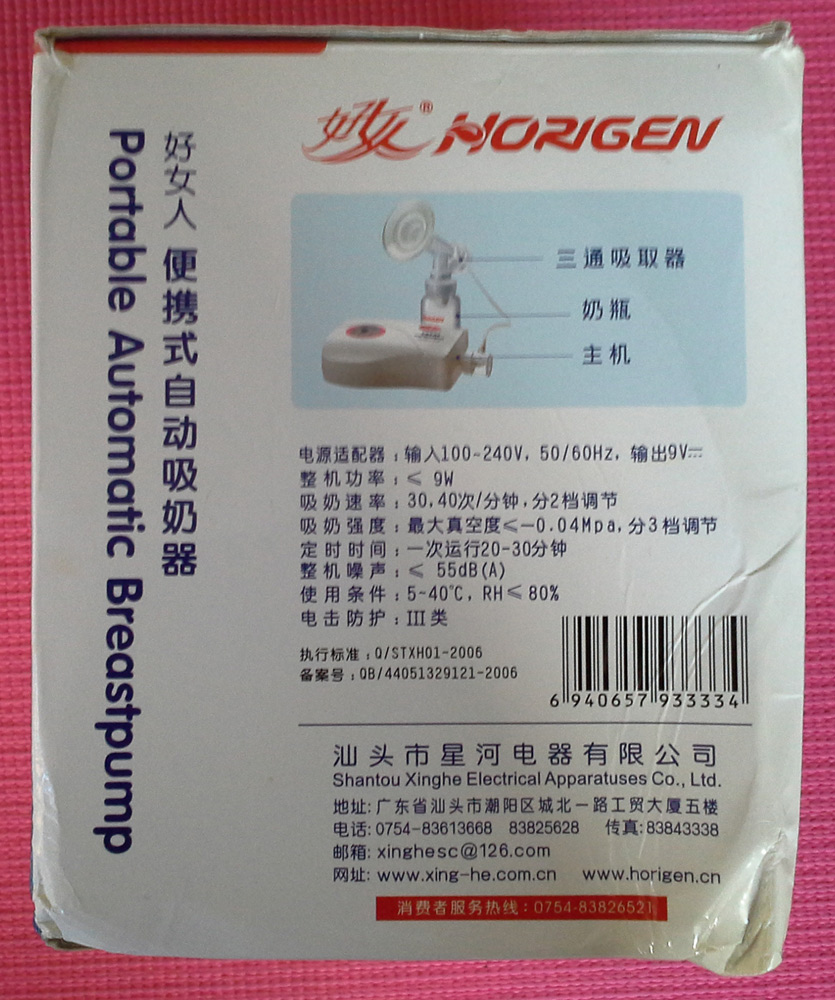 好女人 便携式自动吸奶器
Portable Automatic Breastpump
好女人® HORIGEN
三通吸取器
奶瓶
主机
电源适配器：输入100~240V, 50/60Hz, 输出9V⎓
整机功率：≤ 9W
吸奶速率：30,40次/分钟,分2档调节
吸奶强度：最大真空度≤-0.04Mpa,分3档调节
定时时间：一次运行20-30分钟
整机噪声：≤ 55dB(A)
使用条件：5~40℃, RH≤80%
电击防护：III类
执行标准：Q/STXH01-2006
备案号：QB/44051329121-2006
6 940657 933334
汕头市星河电器有限公司
Shantou Xinghe Electrical Apparatuses Co., Ltd.
地址: 广东省汕头市潮阳区城北一路工贸大厦五楼
电话: 0754-83613668 83825628 传真: 83843338
邮箱: xinghesc@126.com
网址: www.xing-he.com.cn www.horigen.cn
消费者服务热线：0754-83826521